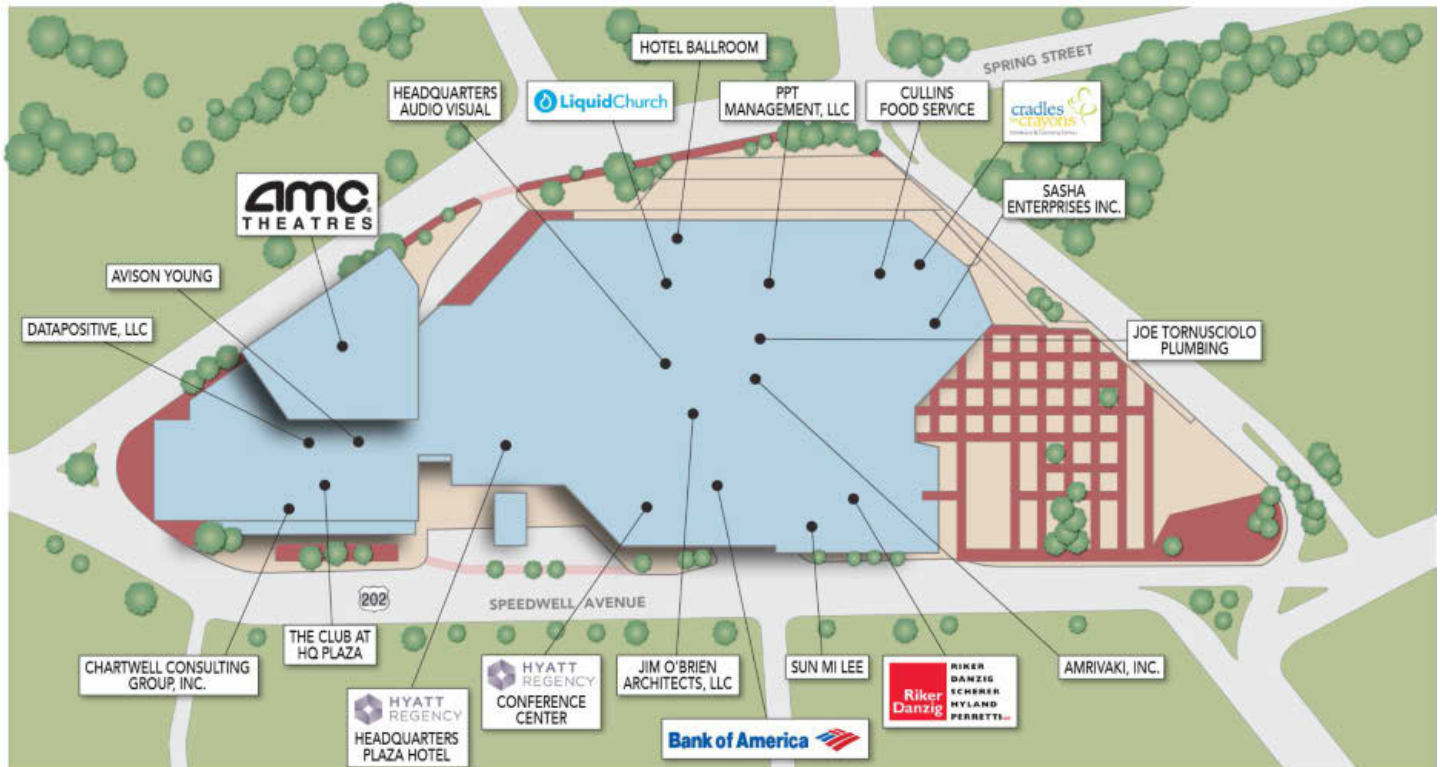 HOTEL BALLROOM
SPRING STREET
HEADQUARTERS
AUDIO VISUAL
LiquidChurch
PPT
MANAGEMENT, LLC
CULLINS
FOOD SERVICE
cradles
to crayons
SASHA
ENTERPRISES INC.
amc
THEATRES
AVISON YOUNG
DATAPOSITIVE, LLC
JOE TORNUSCIOLO
PLUMBING
202
SPEEDWELL AVENUE
CHARTWELL CONSULTING
GROUP, INC.
THE CLUB AT
HQ PLAZA
HYATT
REGENCY
HEADQUARTERS
PLAZA HOTEL
HYATT
REGENCY
CONFERENCE
CENTER
JIM O'BRIEN
ARCHITECTS, LLC
Bank of America
SUN MI LEE
Riker
Danzig
RIKER
DANZIG
SCHERER
HYLAND
PERRETTI
AMRIVAKI, INC.